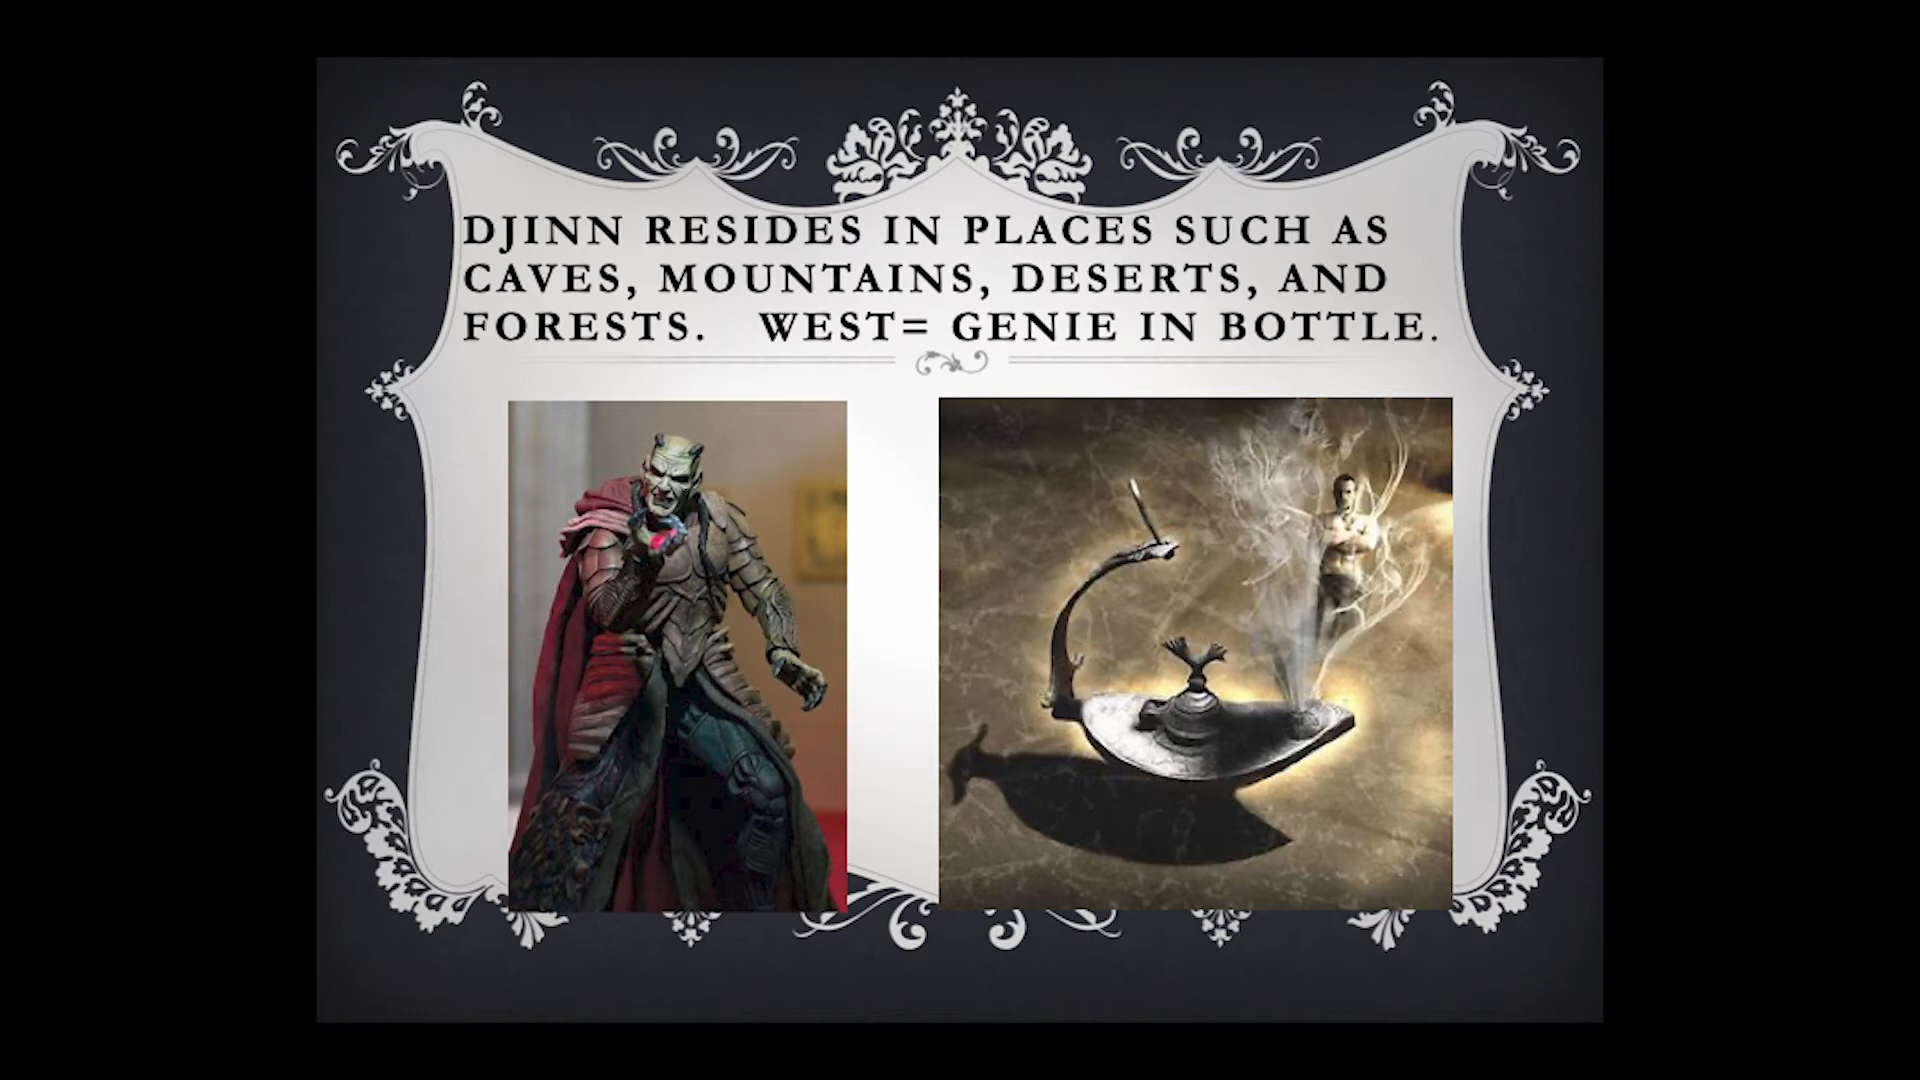 DJINN RESIDES IN PLACES SUCH AS
CAVES, MOUNTAINS, DESERTS, AND
FORESTS. WEST= GENIE IN BOTTLE.